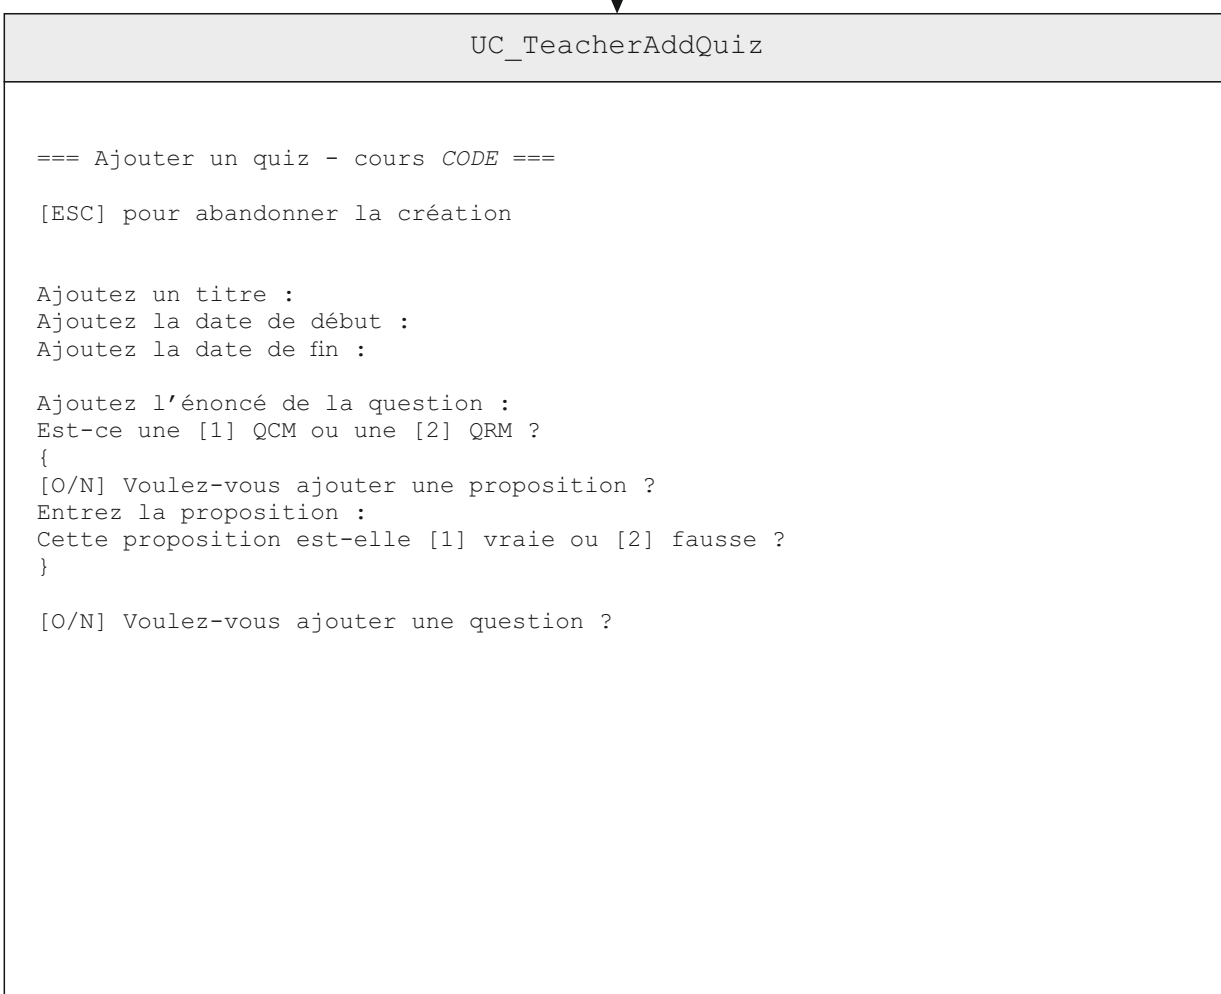 UC_TeacherAddQuiz
=== Ajouter un quiz - cours CODE ===
[ESC] pour abandonner la création
Ajoutez un titre :
Ajoutez la date de début :
Ajoutez la date de fin :
Ajoutez l’énoncé de la question :
Est-ce une [1] QCM ou une [2] QRM ?
{
[O/N] Voulez-vous ajouter une proposition ?
Entrez la proposition :
Cette proposition est-elle [1] vraie ou [2] fausse ?
}
[O/N] Voulez-vous ajouter une question ?